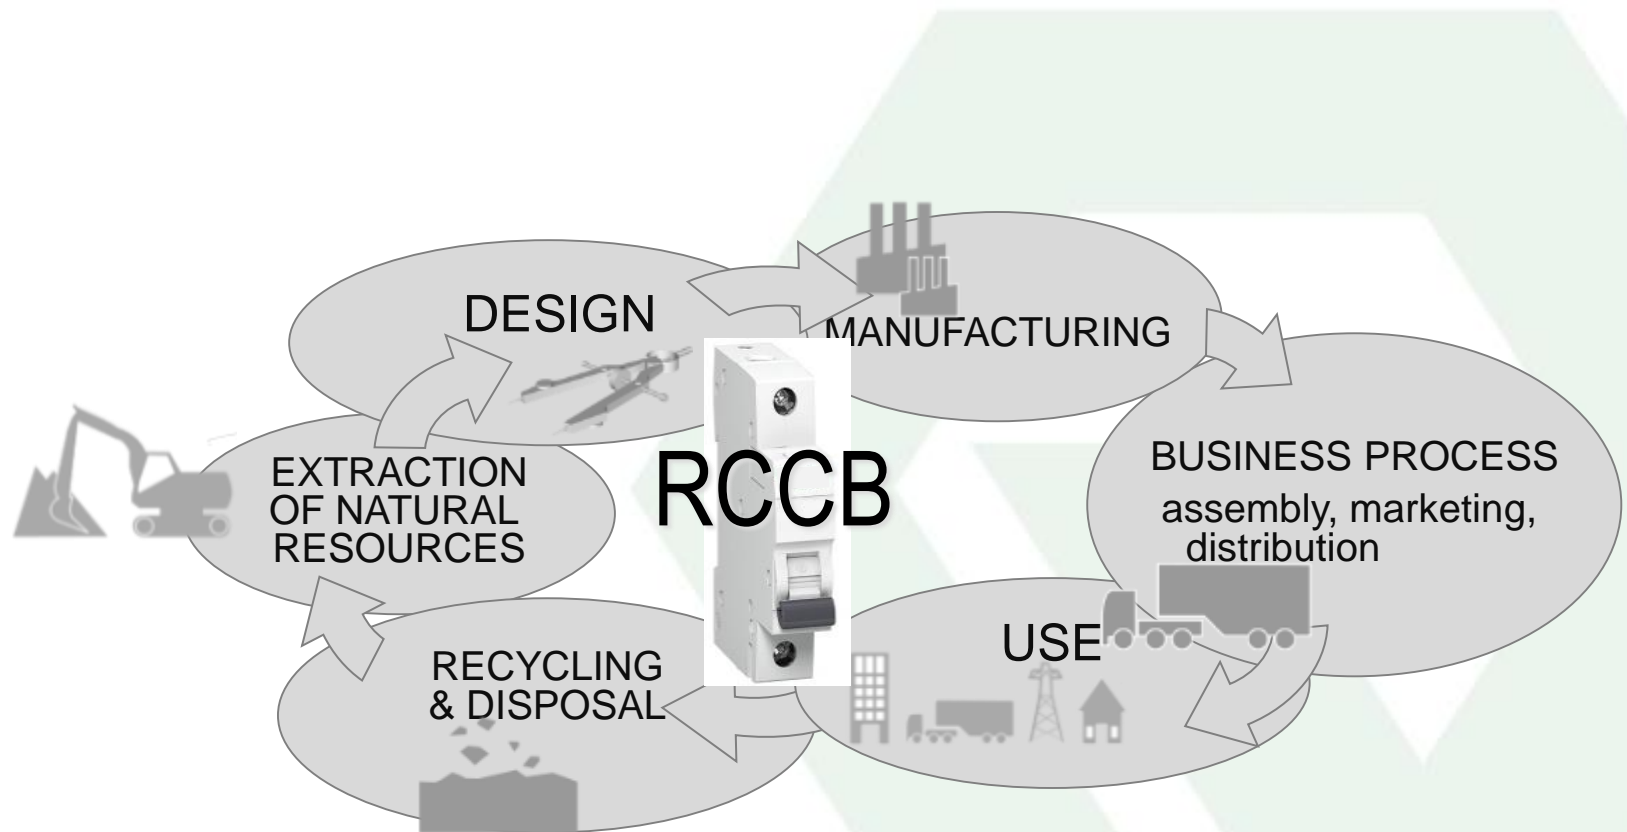 DESIGN
MANUFACTURING
BUSINESS PROCESS
assembly, marketing,
distribution
EXTRACTION
OF NATURAL
RESOURCES
RCCB
USE
RECYCLING
& DISPOSAL